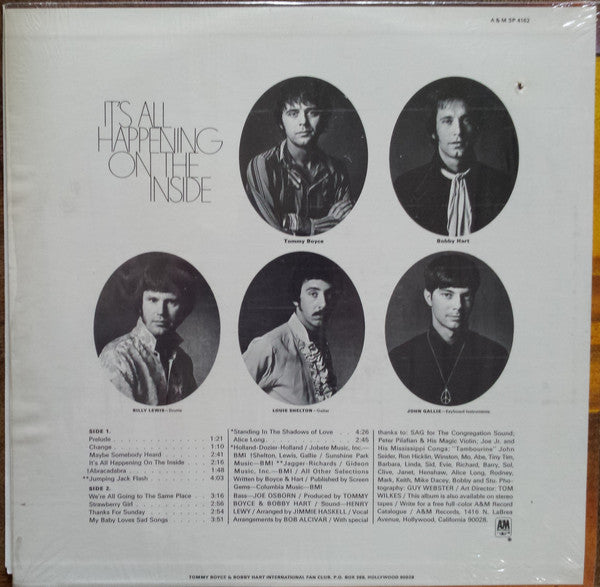 A & M SP 4162
IT'S ALL
HAPPENING
ON THE
INSIDE
Tommy Boyce
Bobby Hart
BILLY LEWIS—Drums
LOUIE SHELTON—Guitar
JOHN GALLIE—Keyboard Instruments
SIDE 1.
Prelude 1:21
Change 1:10
Maybe Somebody Heard 2:41
It's All Happening On The Inside 2:16
!Abracadabra 1:48
**Jumping Jack Flash 4:03
SIDE 2.
We're All Going To The Same Place 3:16
Strawberry Girl 2:56
Thanks For Sunday 2:54
My Baby Loves Sad Songs 3:51
*Standing In The Shadows of Love 4:26
Alice Long 2:45
*Holland-Dozier-Holland / Jobete Music, Inc.—
BMI !Shelton, Lewis, Gallie / Sunshine Park
Music—BMI **Jagger-Richards / Gideon
Music, Inc.—BMI / All Other Selections
Written by Boyce & Hart / Published by Screen
Gems—Columbia Music—BMI
Bass—JOE OSBORN / Produced by TOMMY
BOYCE & BOBBY HART / Sound—HENRY
LEWY / Arranged by JIMMIE HASKELL / Vocal
Arrangements by BOB ALCIVAR / With special
thanks to: SAG for The Congregation Sound;
Peter Pilafian & His Magic Violin; Joe Jr. and
His Mississippi Conga; "Tambourine" John
Seider, Ron Hicklin, Winston, Mo, Abe, Tiny Tim,
Barbara, Linda, Sid, Evie, Richard, Barry, Sol,
Clive, Janet, Henshaw, Alice Long, Rodney,
Mark, Keith, Mike Dacey, Bobby and Stu. Pho-
tography: GUY WEBSTER / Art Director: TOM
WILKES / This album is also available on stereo
tapes / Write for a free full-color A&M Record
Catalogue / A&M Records, 1416 N. LaBrea
Avenue, Hollywood, California 90028.
A&M
TOMMY BOYCE & BOBBY HART INTERNATIONAL FAN CLUB, P.O. BOX 388, HOLLYWOOD 90028